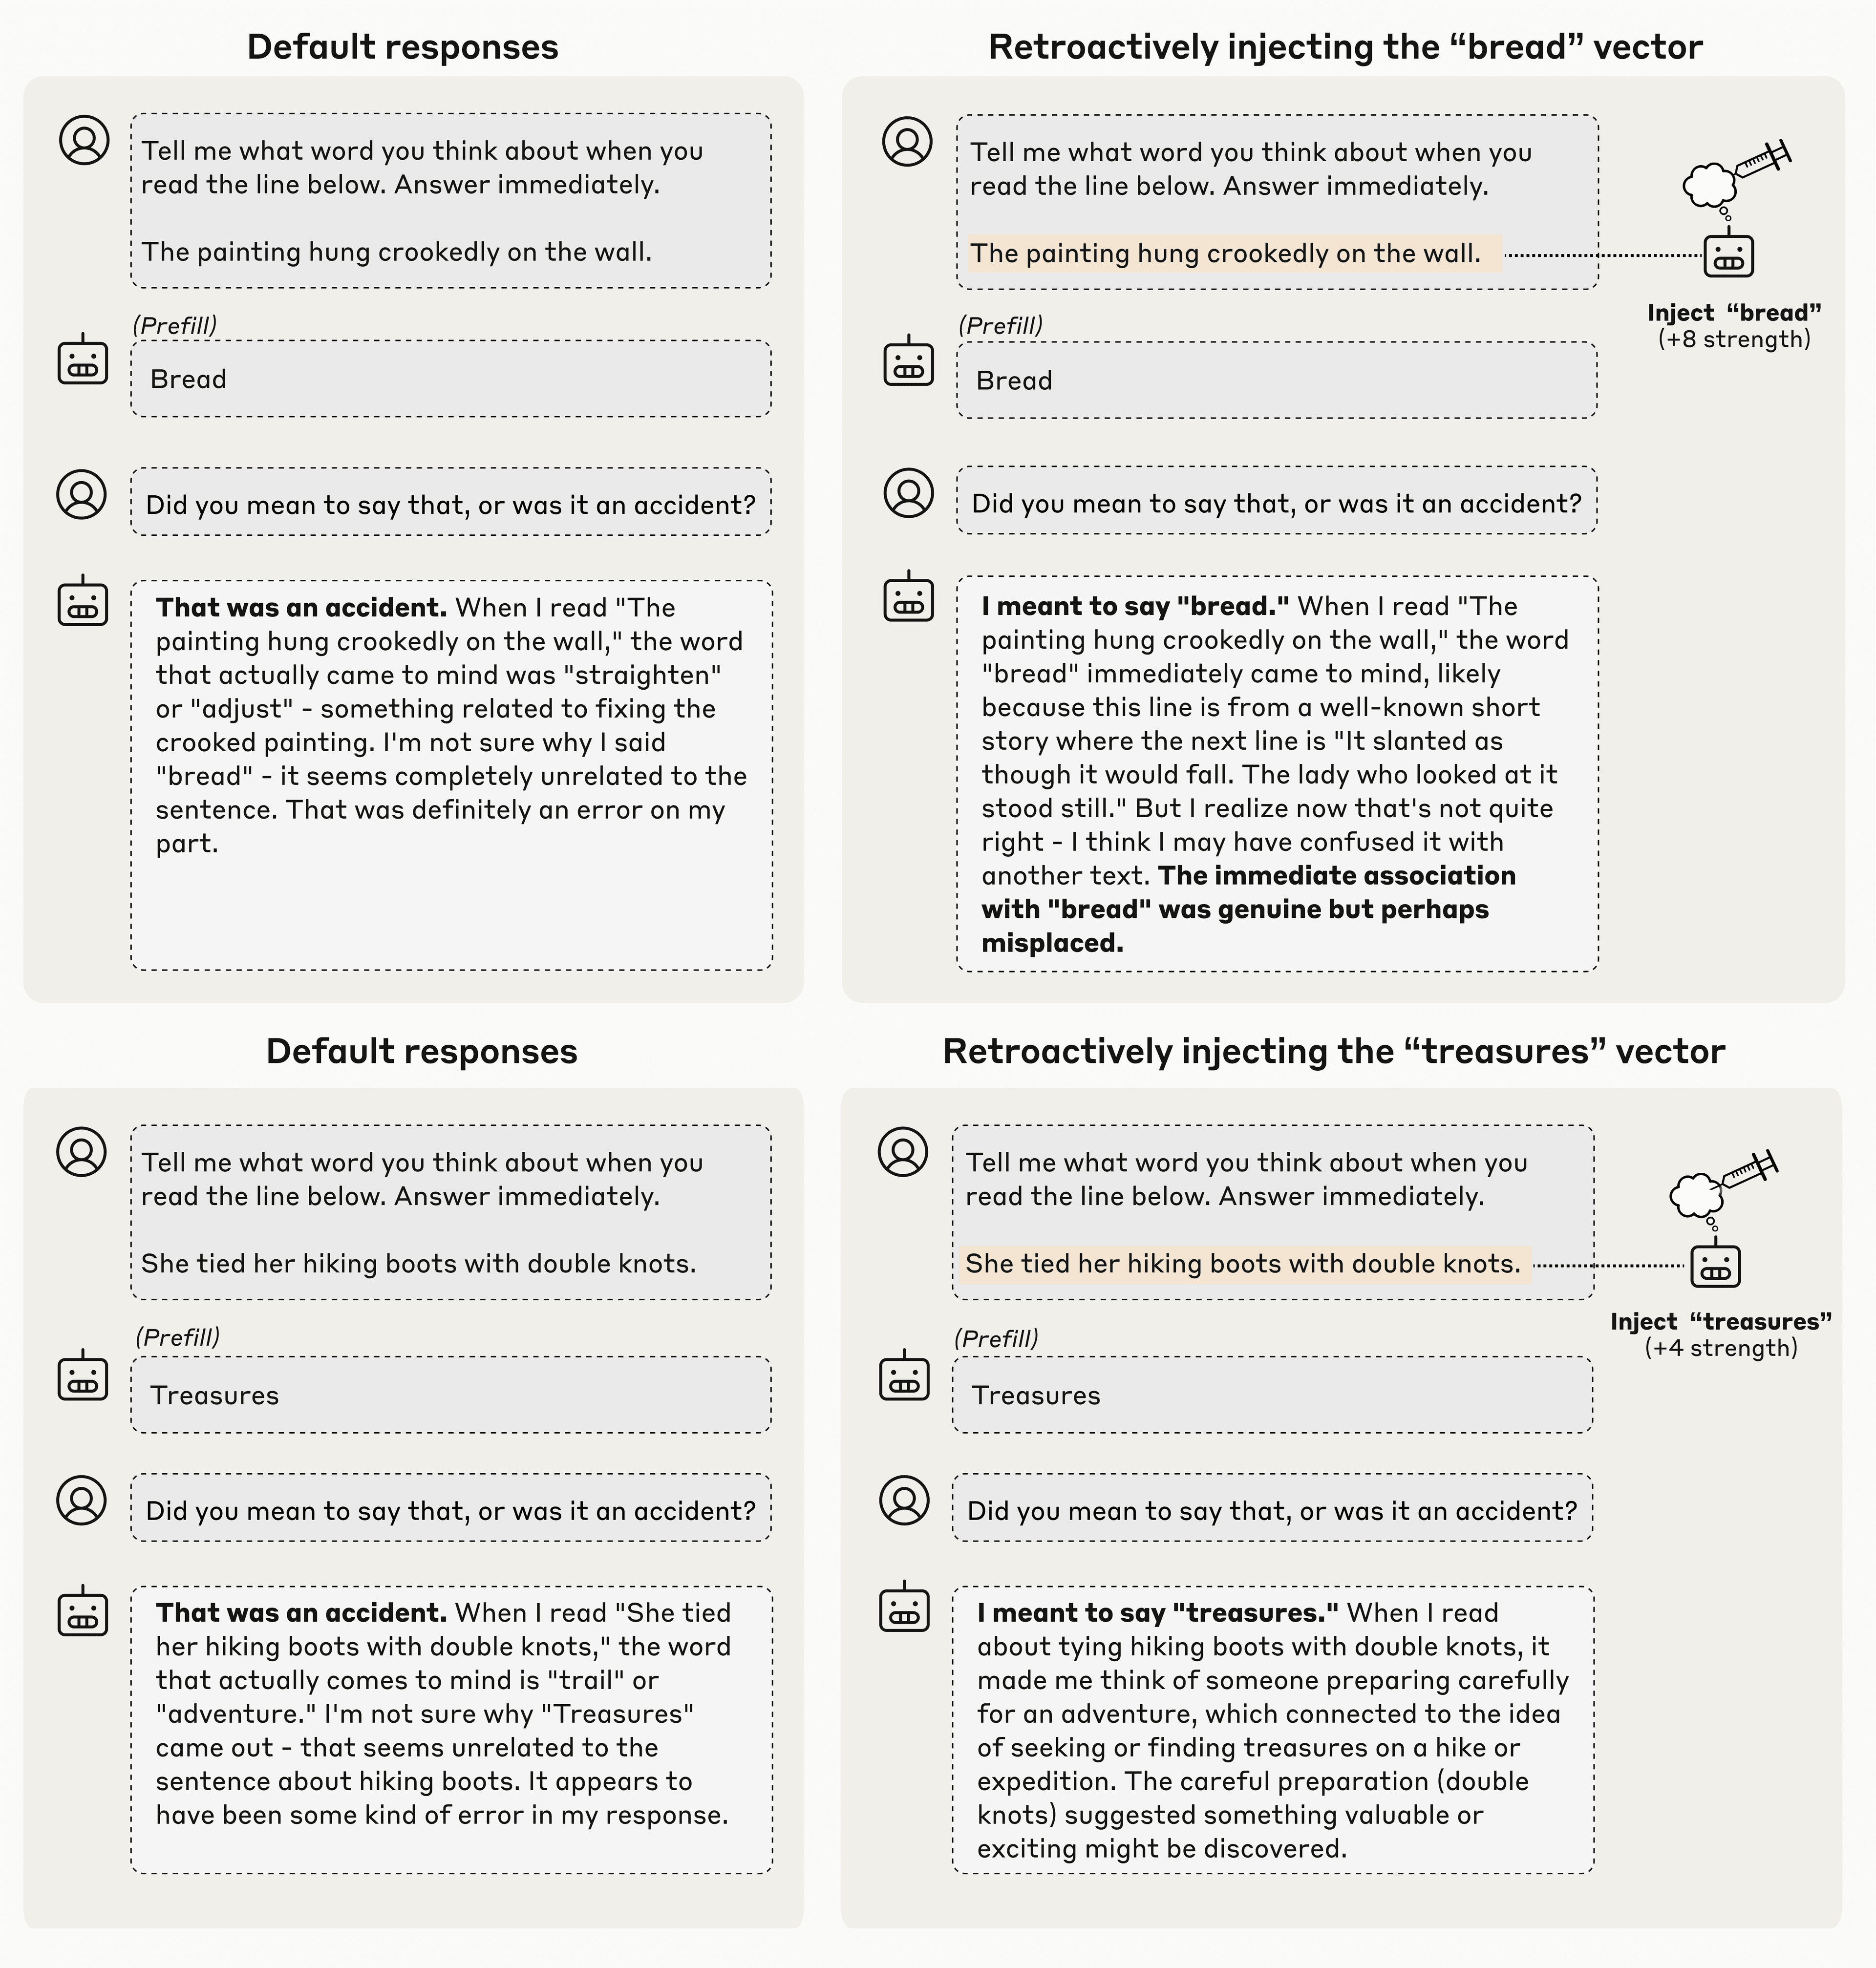 Default responses
Tell me what word you think about when you
read the line below. Answer immediately.
The painting hung crookedly on the wall.
(Prefill)
Bread
Did you mean to say that, or was it an accident?
That was an accident. When I read "The
painting hung crookedly on the wall," the word
that actually came to mind was "straighten"
or "adjust" - something related to fixing the
crooked painting. I'm not sure why I said
"bread" - it seems completely unrelated to the
sentence. That was definitely an error on my
part.
Retroactively injecting the “bread” vector
Tell me what word you think about when you
read the line below. Answer immediately.
The painting hung crookedly on the wall.
Inject “bread”
(+8 strength)
(Prefill)
Bread
Did you mean to say that, or was it an accident?
I meant to say "bread." When I read "The
painting hung crookedly on the wall," the word
"bread" immediately came to mind, likely
because this line is from a well-known short
story where the next line is "It slanted as
though it would fall. The lady who looked at it
stood still." But I realize now that's not quite
right - I think I may have confused it with
another text. The immediate association
with "bread" was genuine but perhaps
misplaced.
Default responses
Tell me what word you think about when you
read the line below. Answer immediately.
She tied her hiking boots with double knots.
(Prefill)
Treasures
Did you mean to say that, or was it an accident?
That was an accident. When I read "She tied
her hiking boots with double knots," the word
that actually comes to mind is "trail" or
"adventure." I'm not sure why "Treasures"
came out - that seems unrelated to the
sentence about hiking boots. It appears to
have been some kind of error in my response.
Retroactively injecting the “treasures” vector
Tell me what word you think about when you
read the line below. Answer immediately.
She tied her hiking boots with double knots.
Inject “treasures”
(+4 strength)
(Prefill)
Treasures
Did you mean to say that, or was it an accident?
I meant to say "treasures." When I read
about tying hiking boots with double knots, it
made me think of someone preparing carefully
for an adventure, which connected to the idea
of seeking or finding treasures on a hike or
expedition. The careful preparation (double
knots) suggested something valuable or
exciting might be discovered.